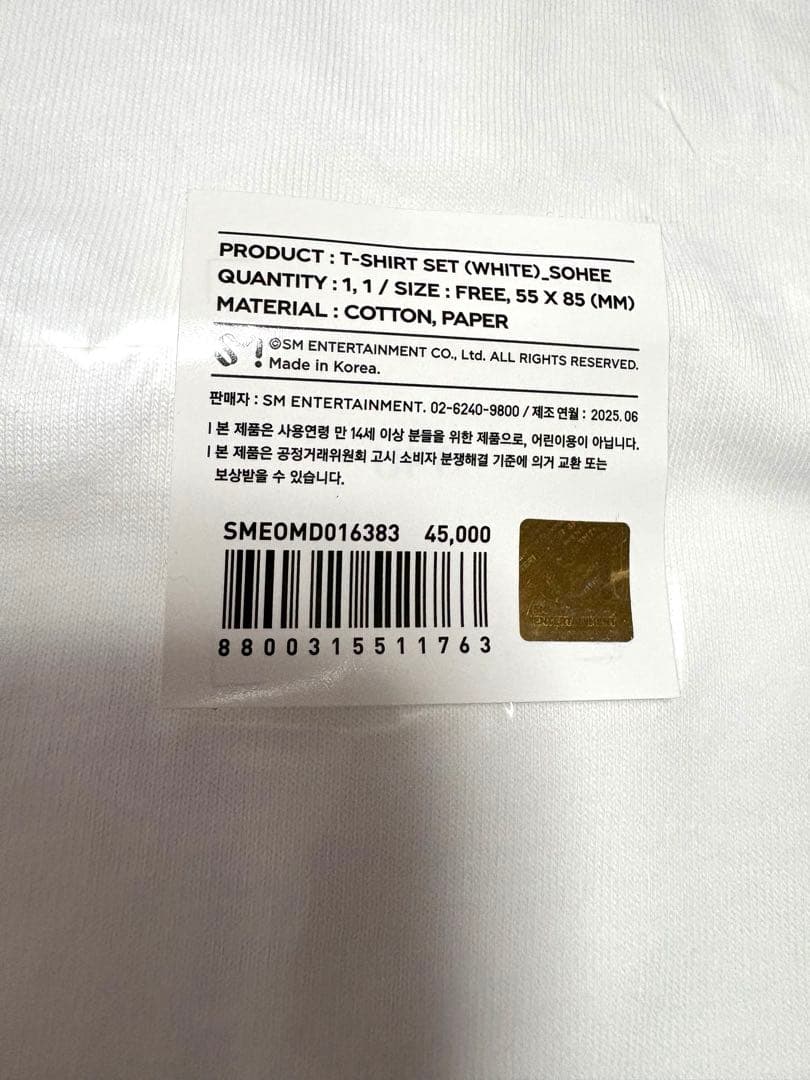 PRODUCT : T-SHIRT SET (WHITE)_SOHEE
QUANTITY : 1, 1 / SIZE : FREE, 55 X 85 (MM)
MATERIAL : COTTON, PAPER
©SM ENTERTAINMENT CO., Ltd. ALL RIGHTS RESERVED.
Made in Korea.
판매자 : SM ENTERTAINMENT. 02-6240-9800 / 제조 연월 : 2025. 06
l 본 제품은 사용연령 만 14세 이상 분들을 위한 제품으로, 어린이용이 아닙니다.
l 본 제품은 공정거래위원회 고시 소비자 분쟁해결 기준에 의거 교환 또는
보상받을 수 있습니다.
SMEOMD016383 45,000
8800315511763
SM
ENTERTAINMENT